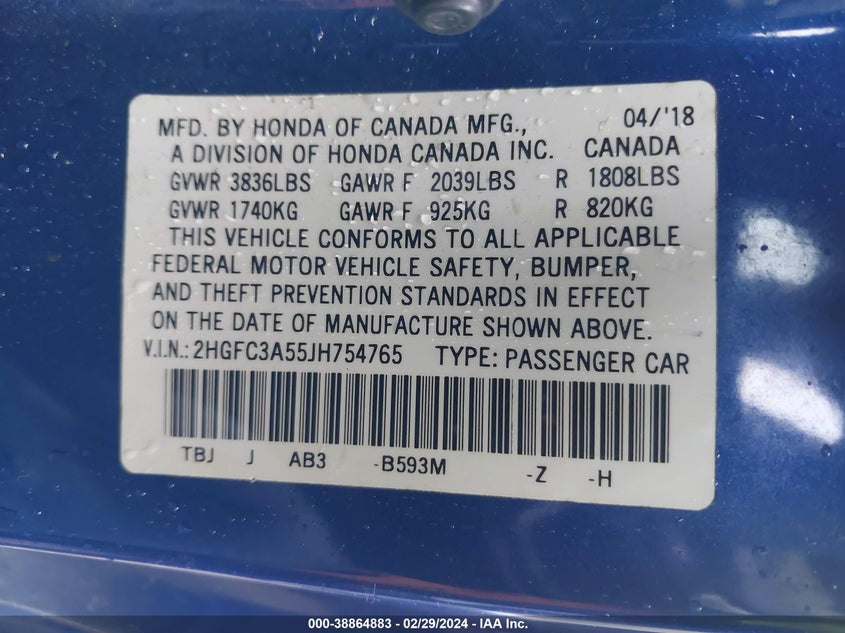 MFD. BY HONDA OF CANADA MFG., 04/'18
A DIVISION OF HONDA CANADA INC. CANADA
GVWR 3836LBS GAWR F 2039LBS R 1808LBS
GVWR 1740KG GAWR F 925KG R 820KG
THIS VEHICLE CONFORMS TO ALL APPLICABLE
FEDERAL MOTOR VEHICLE SAFETY, BUMPER,
AND THEFT PREVENTION STANDARDS IN EFFECT
ON THE DATE OF MANUFACTURE SHOWN ABOVE.
V.I.N.: 2HGFC3A55JH754765 TYPE: PASSENGER CAR
TBJ J AB3 -B593M -Z -H
000-38864883 - 02/29/2024 - IAA Inc.